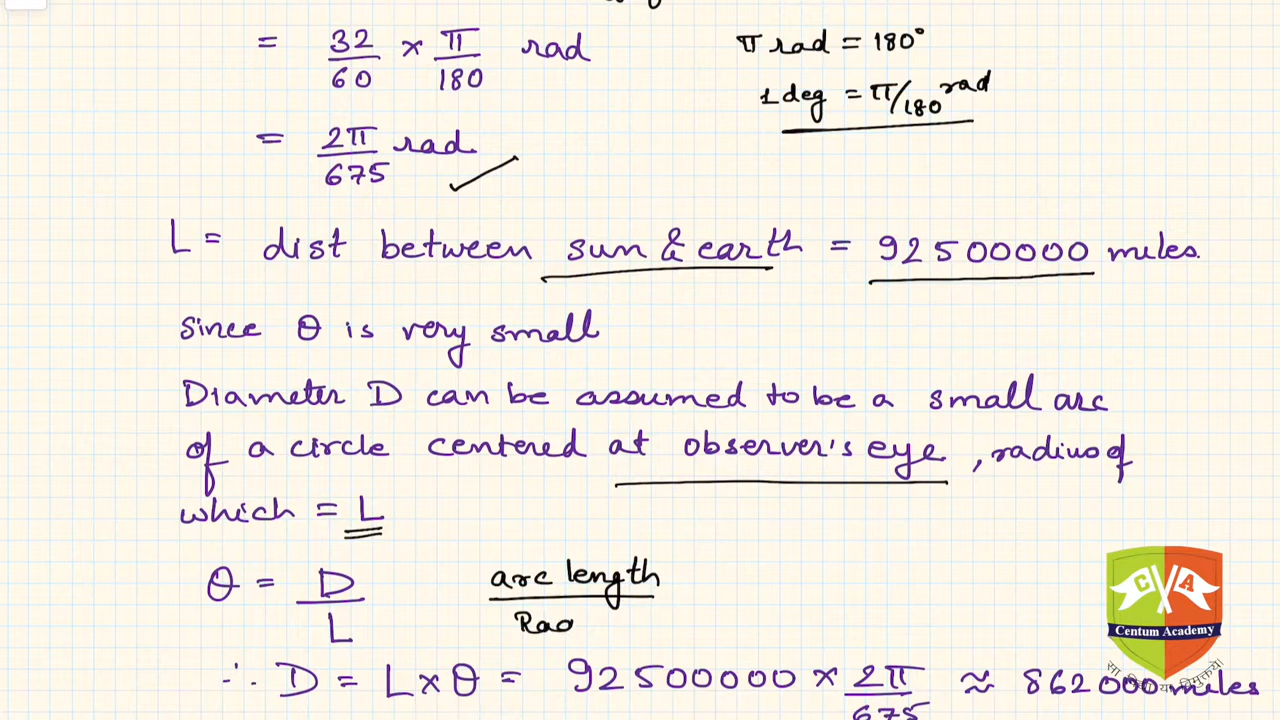 = 32/60 × π/180 rad
π rad = 180°
1 deg = π/180 rad
= 2π/675 rad
L = dist between sun & earth = 92500000 miles.
since θ is very small
Diameter D can be assumed to be a small arc
of a circle centered at observer's eye, radius of
which = L
θ = D/L
arc length
Rad
∴ D = L×θ = 92500000 × 2π/675 ≈ 862000 miles
C A
Centum Academy